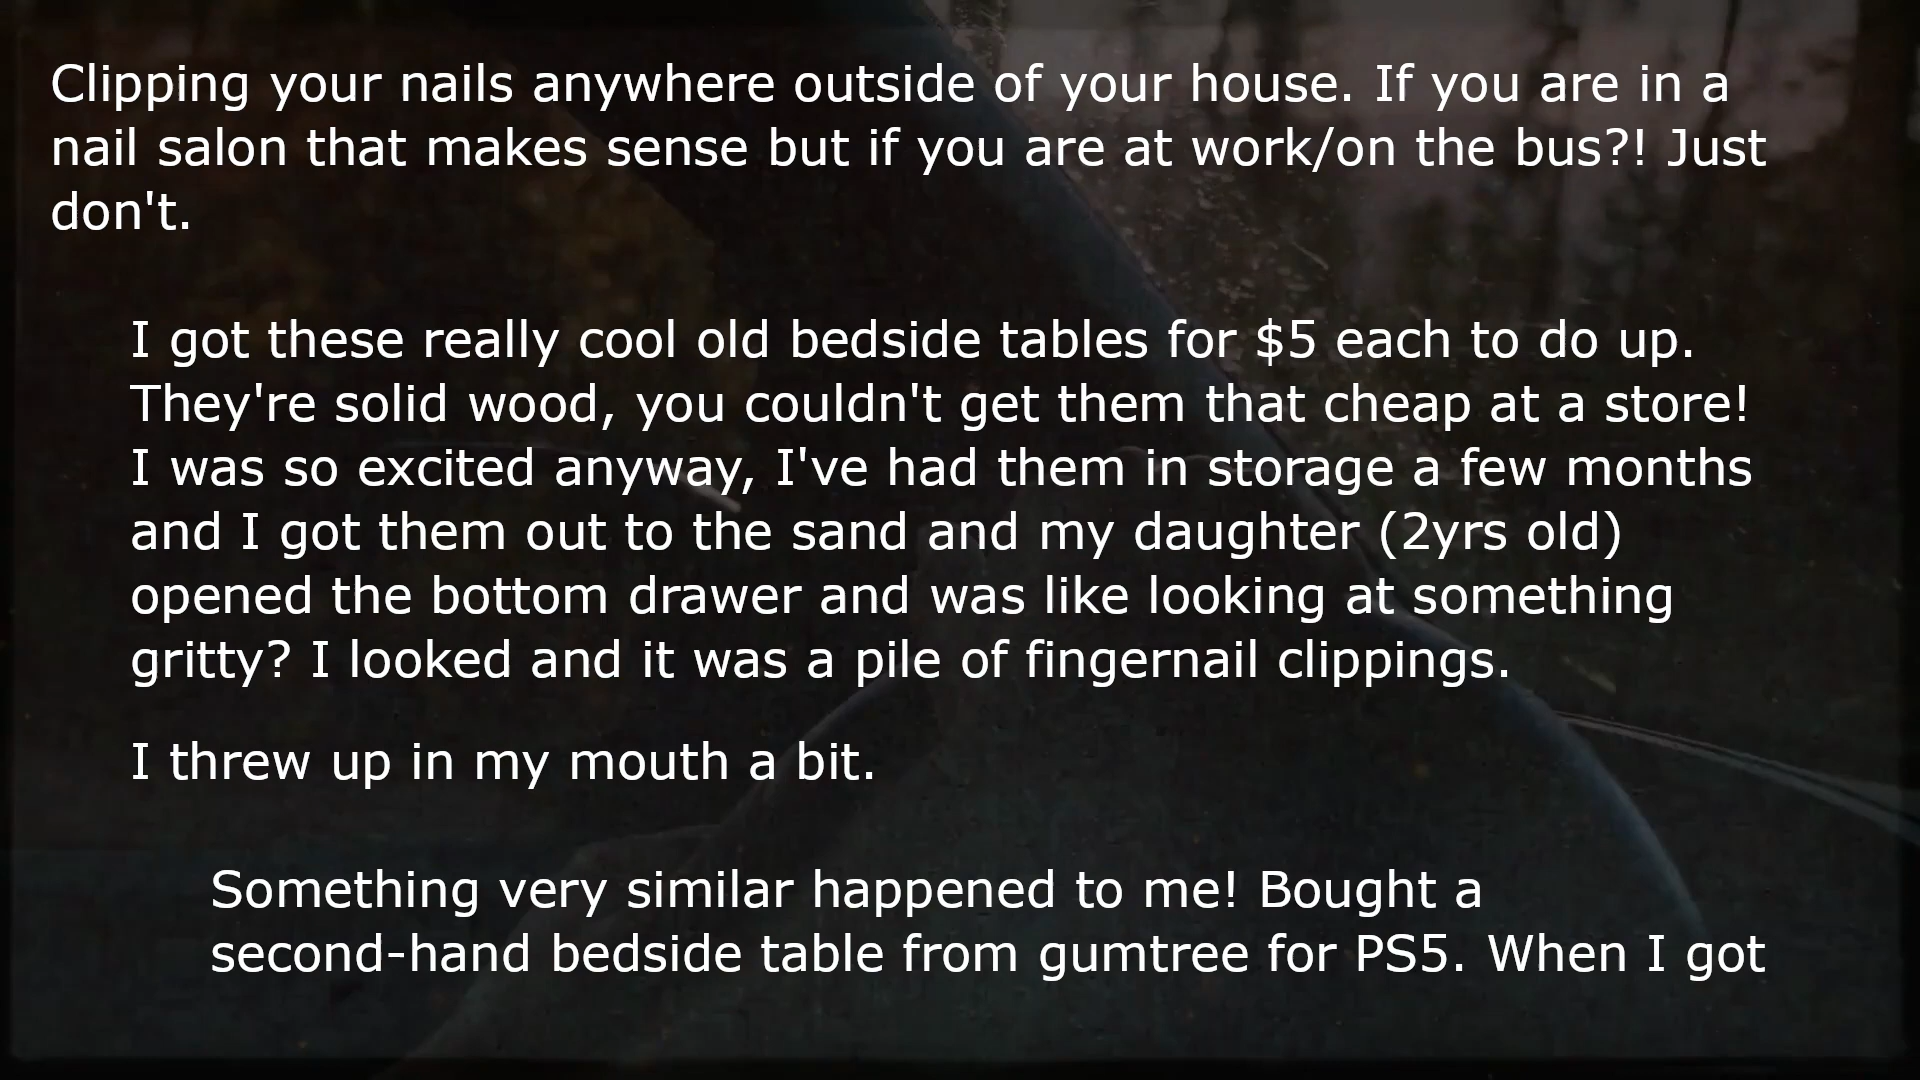 Clipping your nails anywhere outside of your house. If you are in a
nail salon that makes sense but if you are at work/on the bus?! Just
don't.
I got these really cool old bedside tables for $5 each to do up.
They're solid wood, you couldn't get them that cheap at a store!
I was so excited anyway, I've had them in storage a few months
and I got them out to the sand and my daughter (2yrs old)
opened the bottom drawer and was like looking at something
gritty? I looked and it was a pile of fingernail clippings.
I threw up in my mouth a bit.
Something very similar happened to me! Bought a
second-hand bedside table from gumtree for PS5. When I got